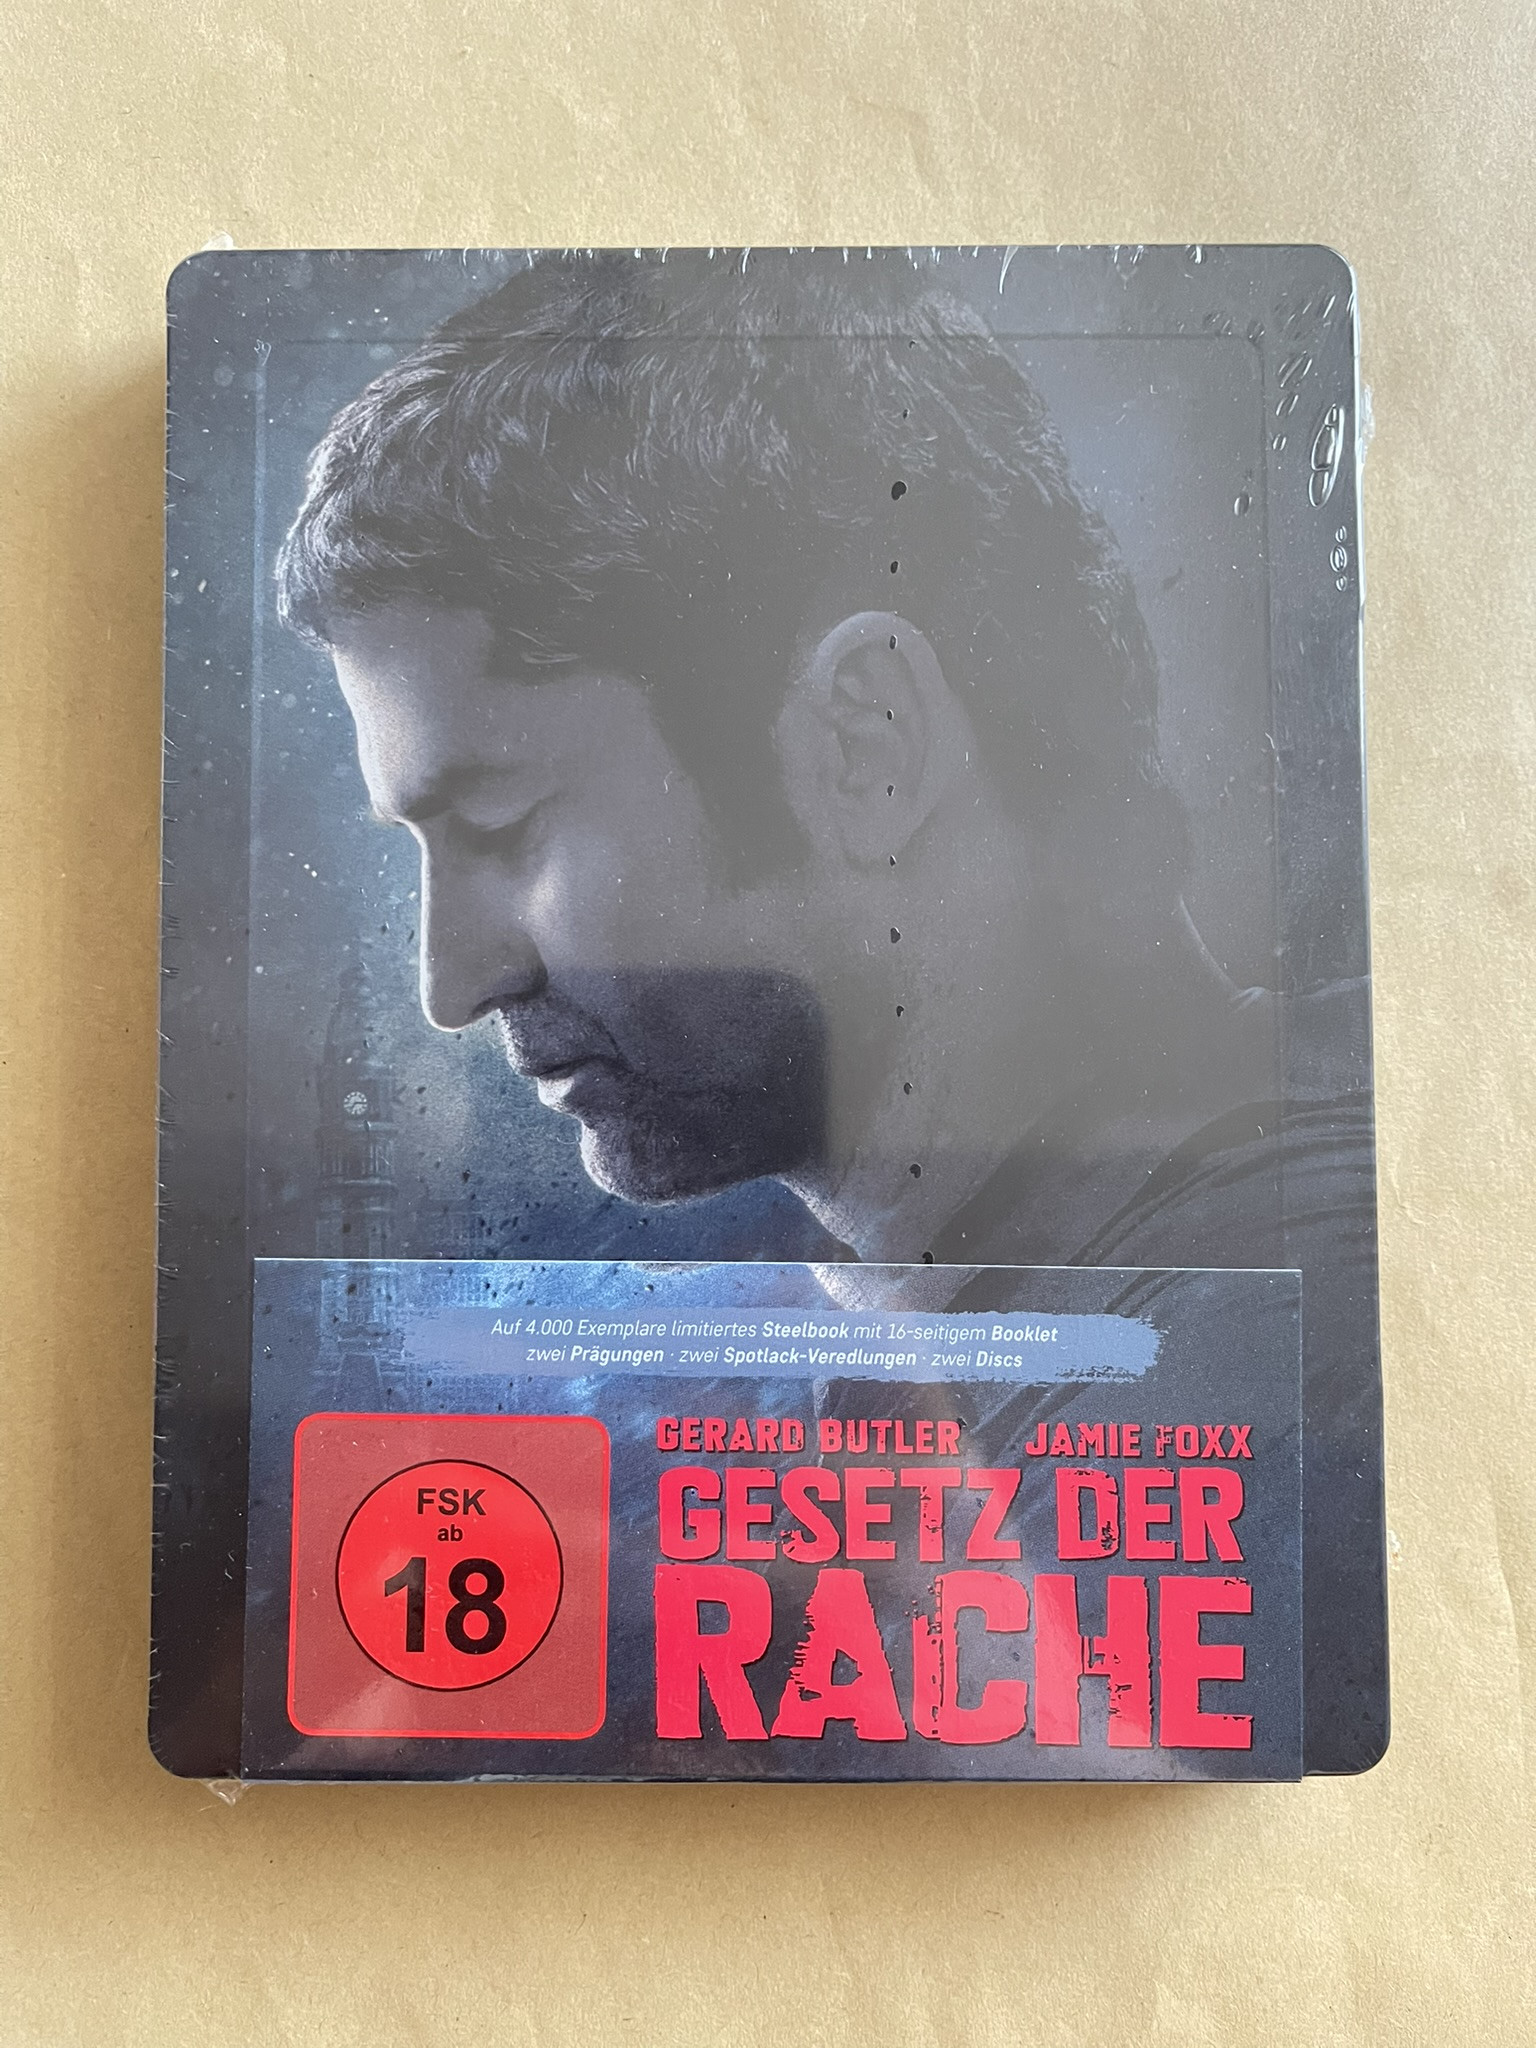 Auf 4.000 Exemplare limitiertes Steelbook mit 16-seitigem Booklet
zwei Prägungen · zwei Spotlack-Veredlungen · zwei Discs
GERARD BUTLER JAMIE FOXX
GESETZ DER
RACHE
FSK
ab
18